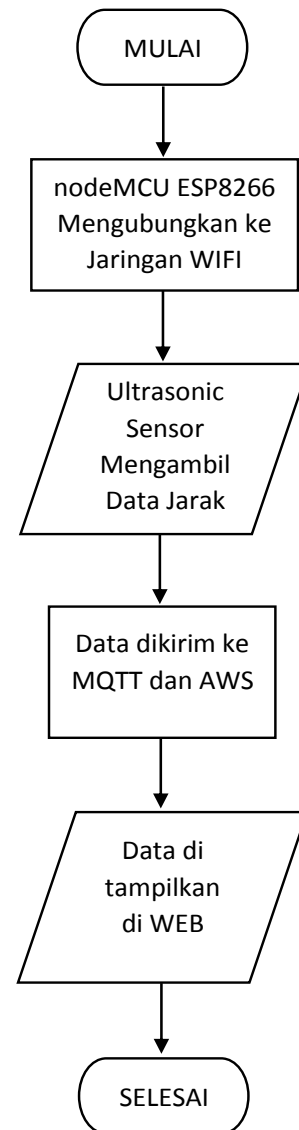 MULAI
nodeMCU ESP8266
Mengubungkan ke
Jaringan WIFI
Ultrasonic
Sensor
Mengambil
Data Jarak
Data dikirim ke
MQTT dan AWS
Data di
tampilkan
di WEB
SELESAI